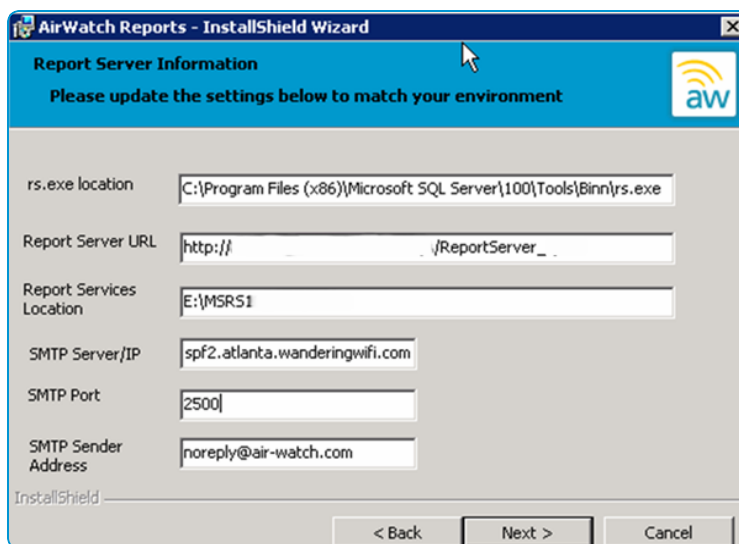 AirWatch Reports - InstallShield Wizard
Report Server Information
Please update the settings below to match your environment
aw
rs.exe location
C:\Program Files (x86)\Microsoft SQL Server\100\Tools\Binn\rs.exe
Report Server URL
http:// /ReportServer_
Report Services
Location
E:\MSRS1
SMTP Server/IP
spf2.atlanta.wanderingwifi.com
SMTP Port
2500
SMTP Sender
Address
noreply@air-watch.com
InstallShield
< Back
Next >
Cancel